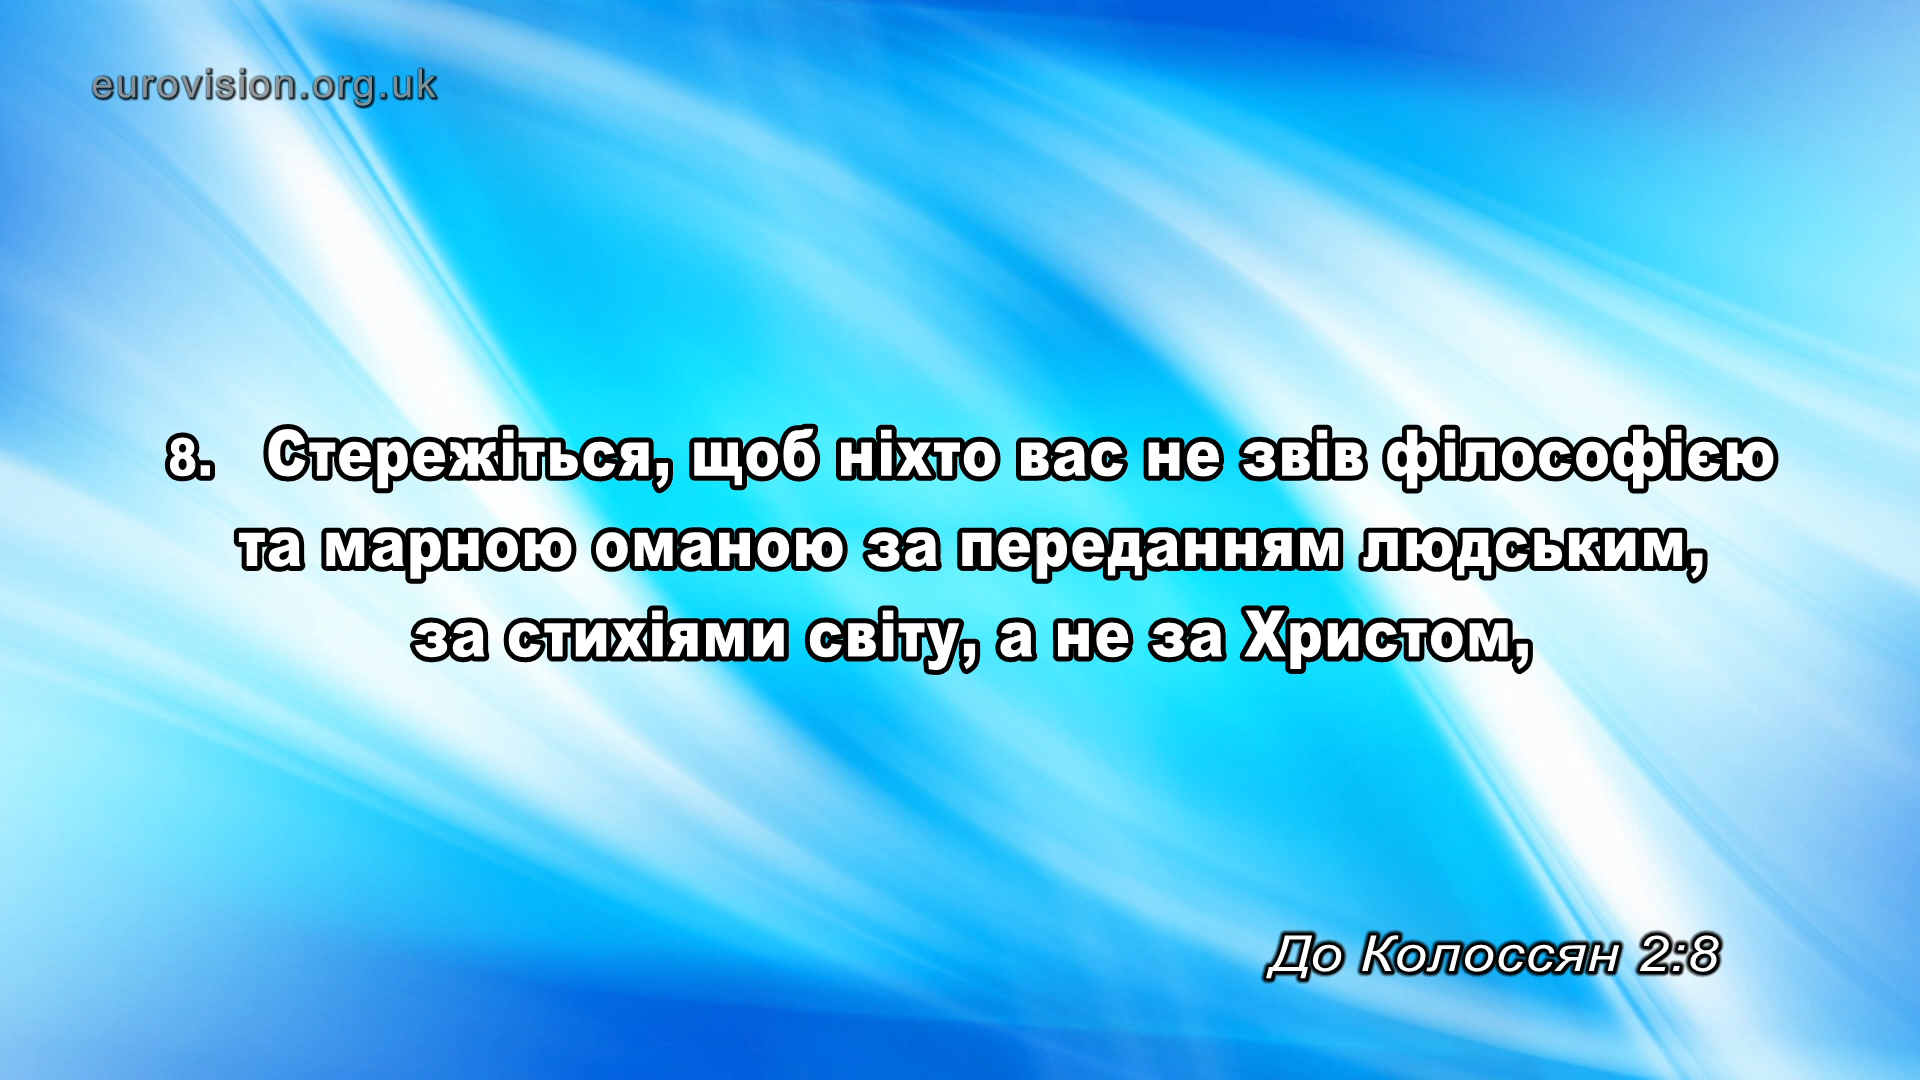 eurovision.org.uk
8. Стережіться, щоб ніхто вас не звів філософією
та марною оманою за переданням людським,
за стихіями світу, а не за Христом,
До Колоссян 2:8